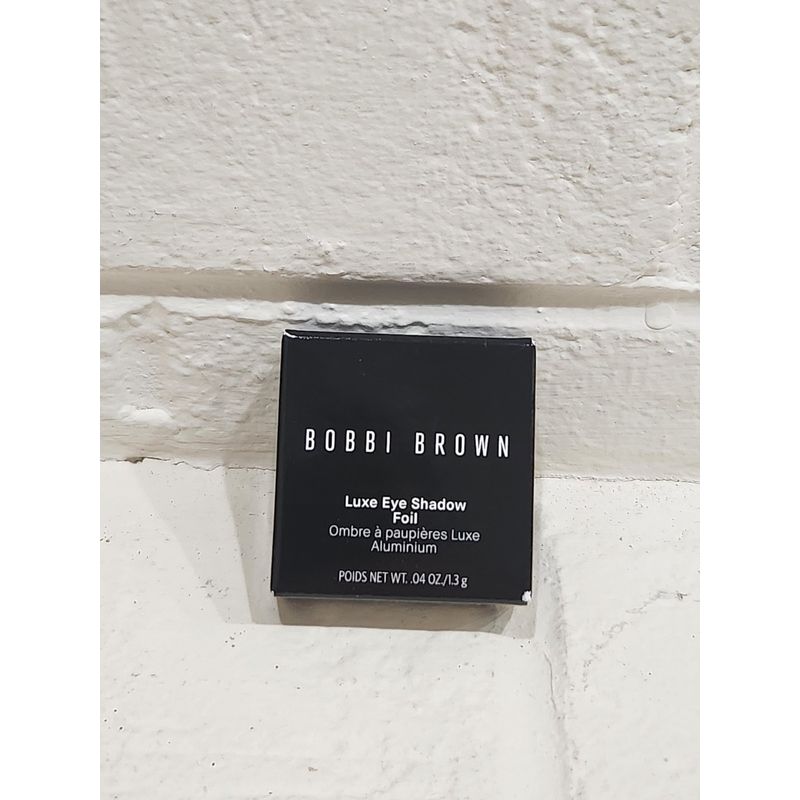 BOBBI BROWN
Luxe Eye Shadow
Foil
Ombre à paupières Luxe
Aluminium
POIDS NET WT. .04 OZ./1.3 g